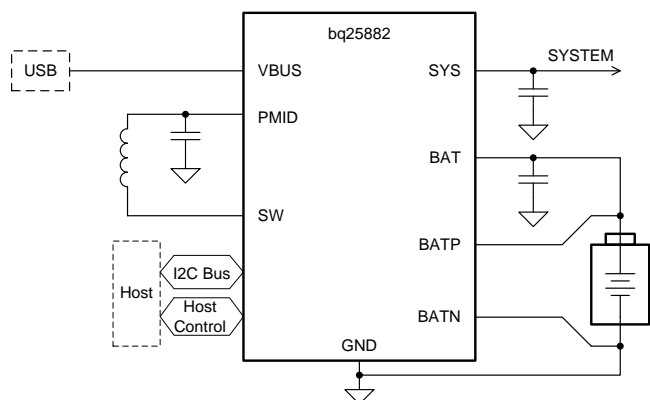 bq25882
USB
VBUS
SYS
SYSTEM
PMID
BAT
SW
BATP
Host
I2C Bus
Host
Control
BATN
GND